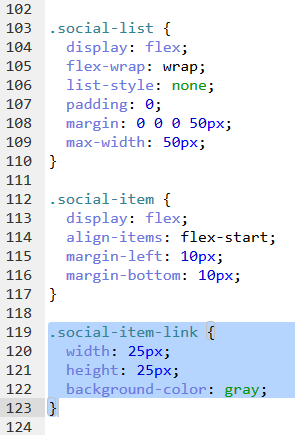 102
103 .social-list {
104   display: flex;
105   flex-wrap: wrap;
106   list-style: none;
107   padding: 0;
108   margin: 0 0 0 50px;
109   max-width: 50px;
110 }
111
112 .social-item {
113   display: flex;
114   align-items: flex-start;
115   margin-left: 10px;
116   margin-bottom: 10px;
117 }
118
119 .social-item-link {
120   width: 25px;
121   height: 25px;
122   background-color: gray;
123 }
124